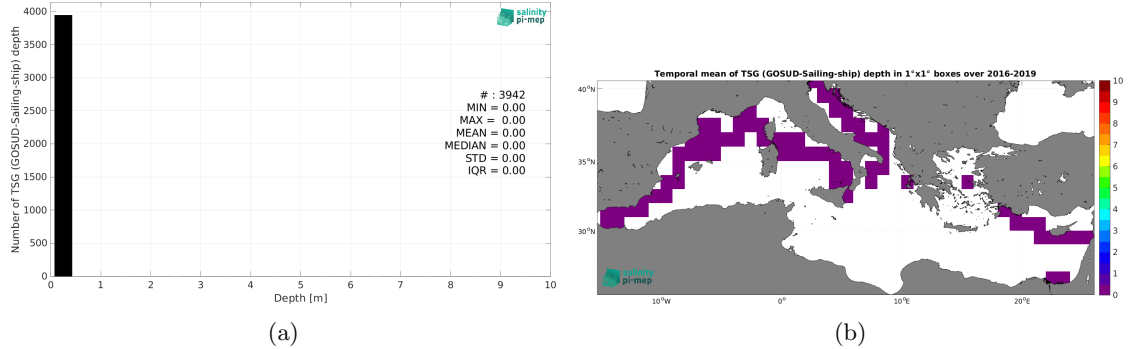 4000
3500
3000
2500
2000
1500
1000
500
0
Number of TSG (GOSUD-Sailing-ship) depth
salinity
pi-mep
# : 3942
MIN = 0.00
MAX = 0.00
MEAN = 0.00
MEDIAN = 0.00
STD = 0.00
IQR = 0.00
0 1 2 3 4 5 6 7 8 9 10
Depth [m]
(a)
Temporal mean of TSG (GOSUD-Sailing-ship) depth in 1°x1° boxes over 2016-2019
40°N
35°N
30°N
10°W 0° 10°E 20°E
salinity
pi-mep
10
9
8
7
6
5
4
3
2
1
0
(b)